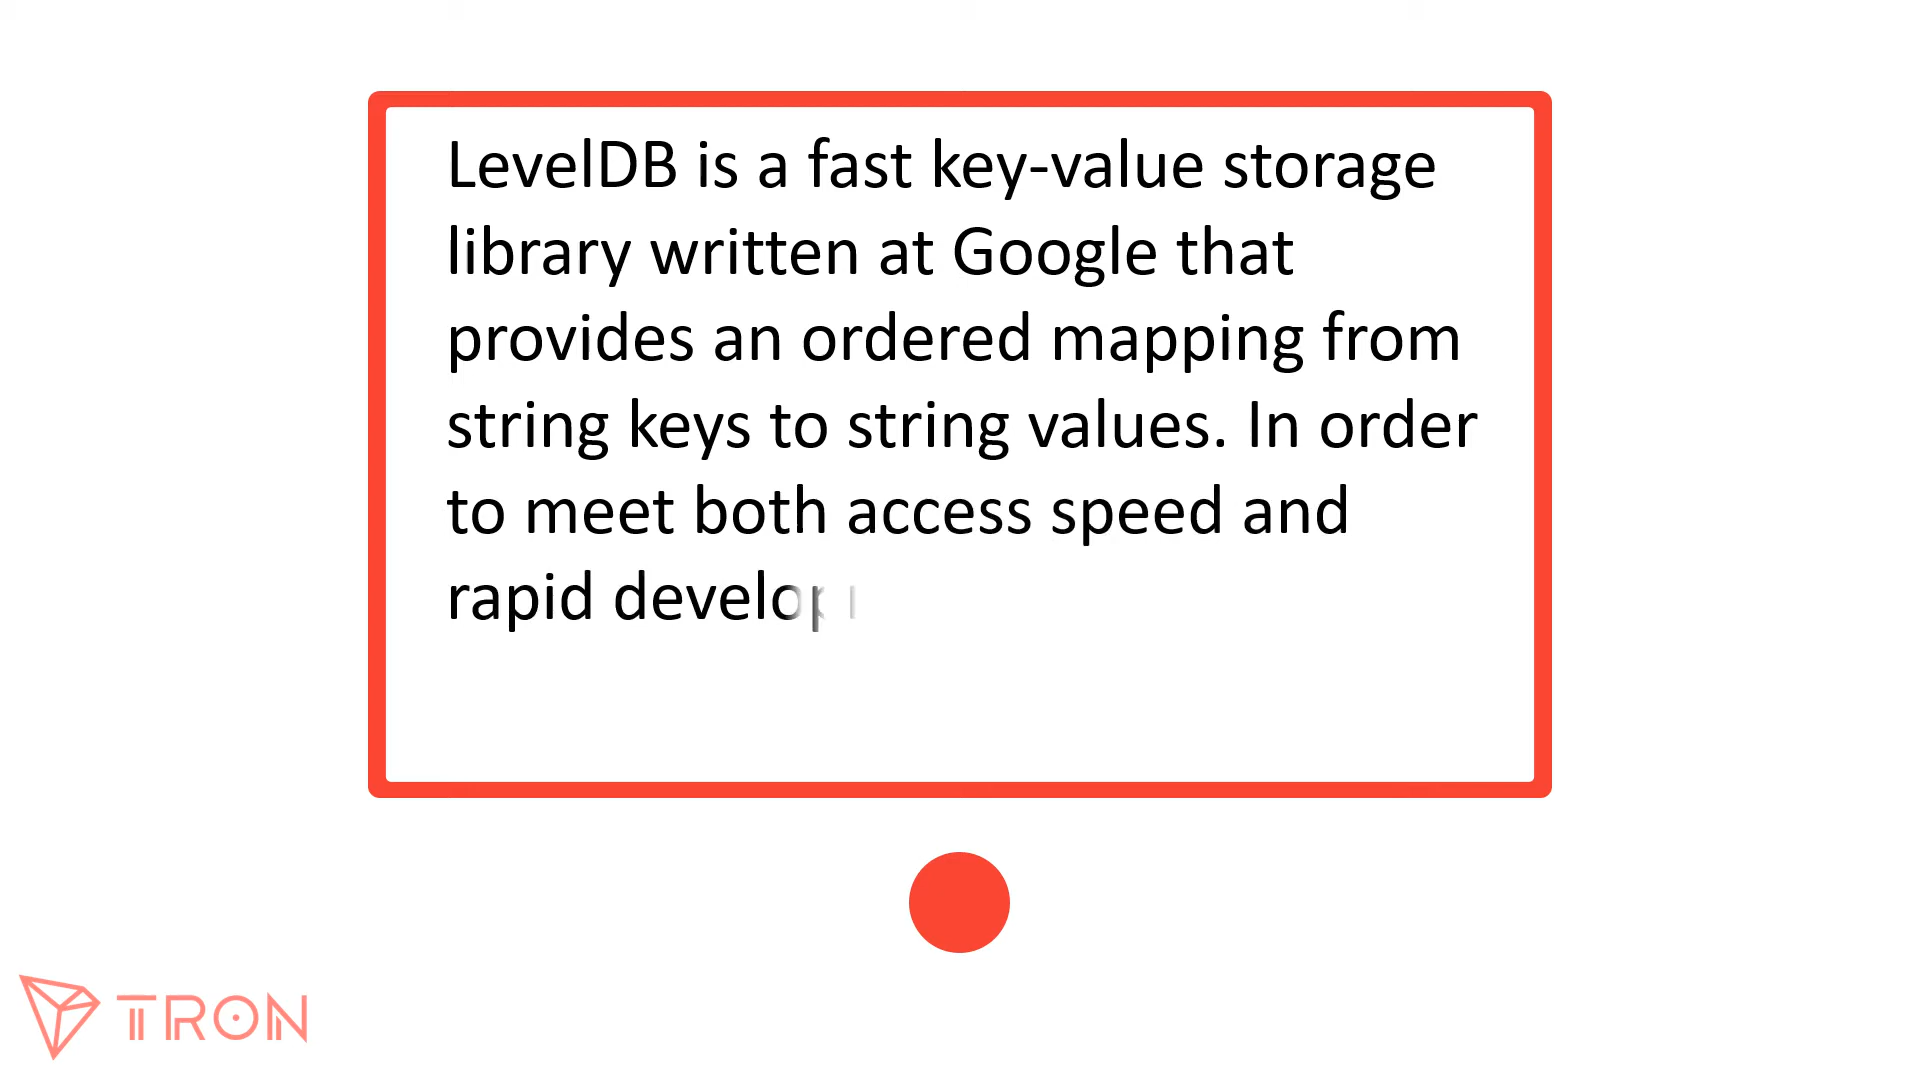 LevelDB is a fast key-value storage
library written at Google that
provides an ordered mapping from
string keys to string values. In order
to meet both access speed and
rapid
TRON